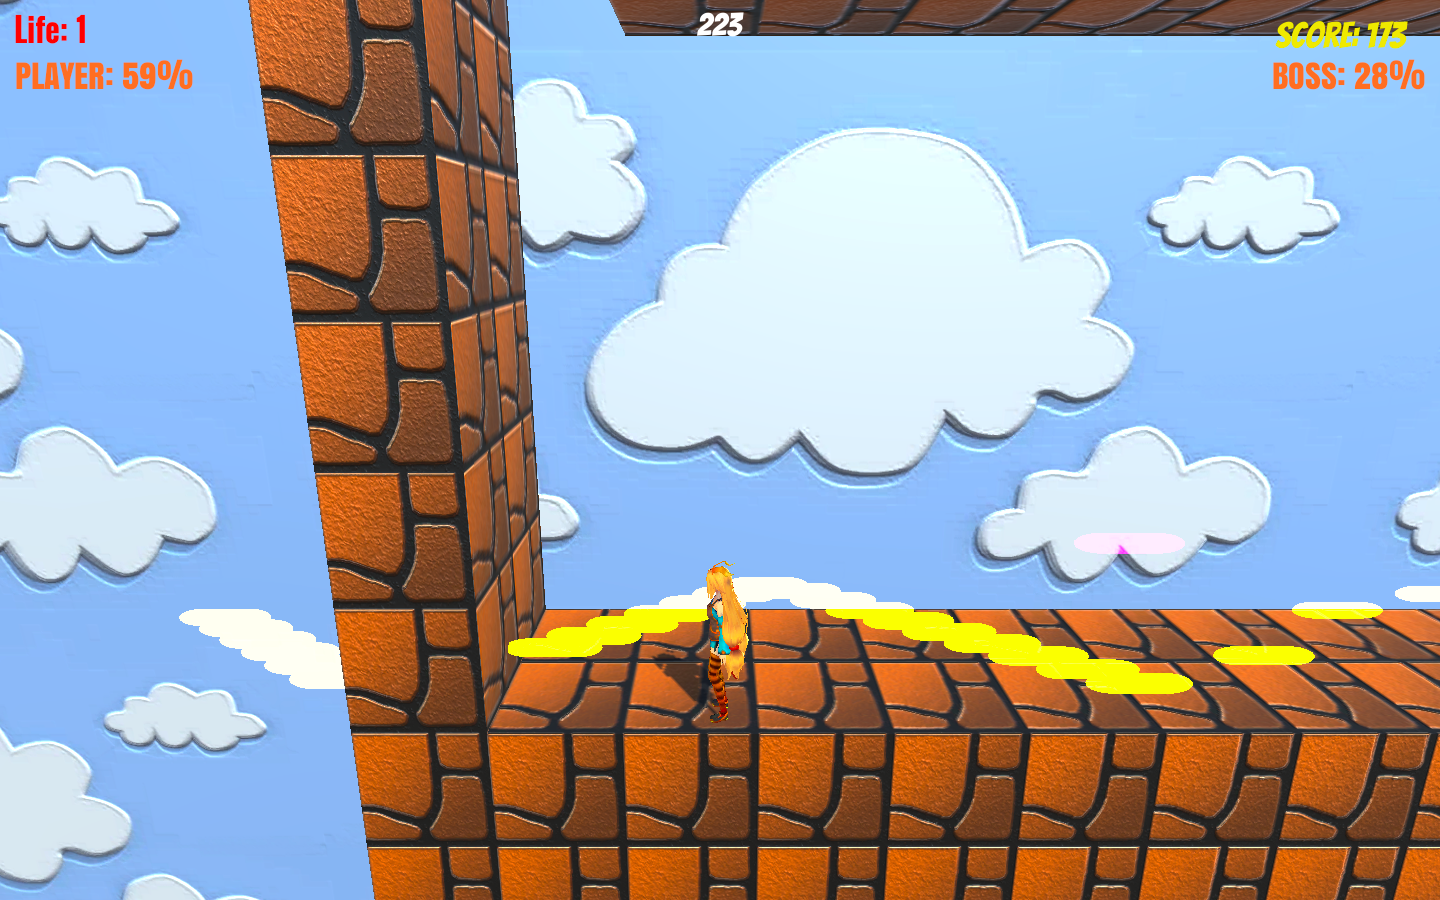 Life: 1
223
SCORE: 173
PLAYER: 59%
BOSS: 28%